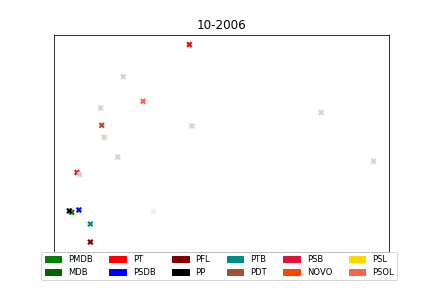 10-2006
PMDB PT PFL PTB PSB PSL
MDB PSDB PP PDT NOVO PSOL